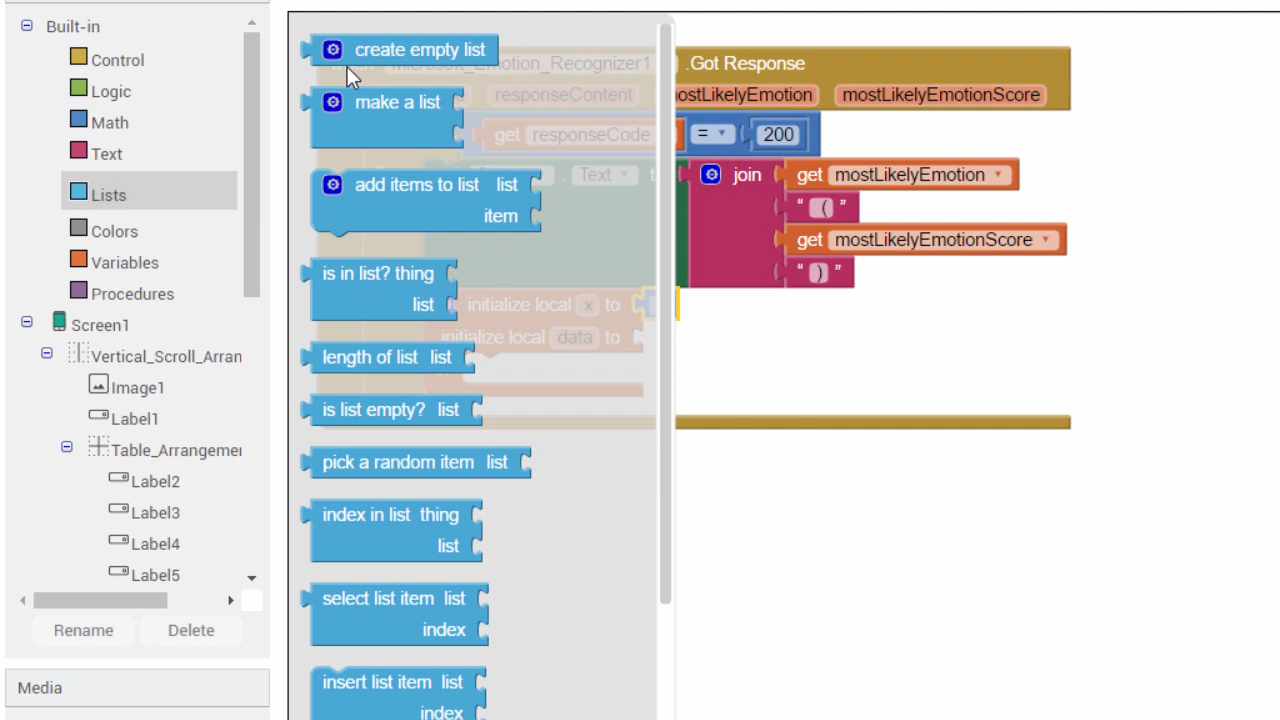 Built-in
Control
Logic
Math
Text
Lists
Colors
Variables
Procedures
Screen1
Vertical_Scroll_Arran
Image1
Label1
Table_Arrangemer
Label2
Label3
Label4
Label5
Rename Delete
Media
create empty list
make a list
add items to list list
item
is in list? thing
list
length of list list
is list empty? list
pick a random item list
index in list thing
list
select list item list
index
insert list item list
index
Microsoft_Emotion_Recognizer1 .Got Response
responseContent mostLikelyEmotion mostLikelyEmotionScore
get responseCode = 200
. Text join get mostLikelyEmotion
" ( "
get mostLikelyEmotionScore
" ) "
initialize local x to
initialize local data to